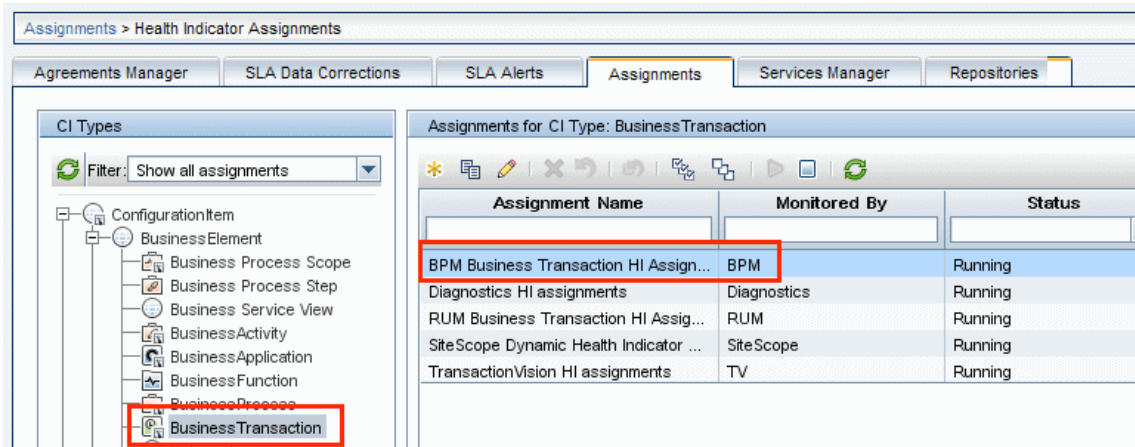 Assignments > Health Indicator Assignments
Agreements Manager SLA Data Corrections SLA Alerts Assignments Services Manager Repositories
CI Types
Filter: Show all assignments
ConfigurationItem
BusinessElement
Business Process Scope
Business Process Step
Business Service View
BusinessActivity
BusinessApplication
BusinessFunction
BusinessProcess
BusinessTransaction
Assignments for CI Type: BusinessTransaction
Assignment Name Monitored By Status
BPM Business Transaction HI Assign... BPM Running
Diagnostics HI assignments Diagnostics Running
RUM Business Transaction HI Assig... RUM Running
SiteScope Dynamic Health Indicator ... SiteScope Running
TransactionVision HI assignments TV Running